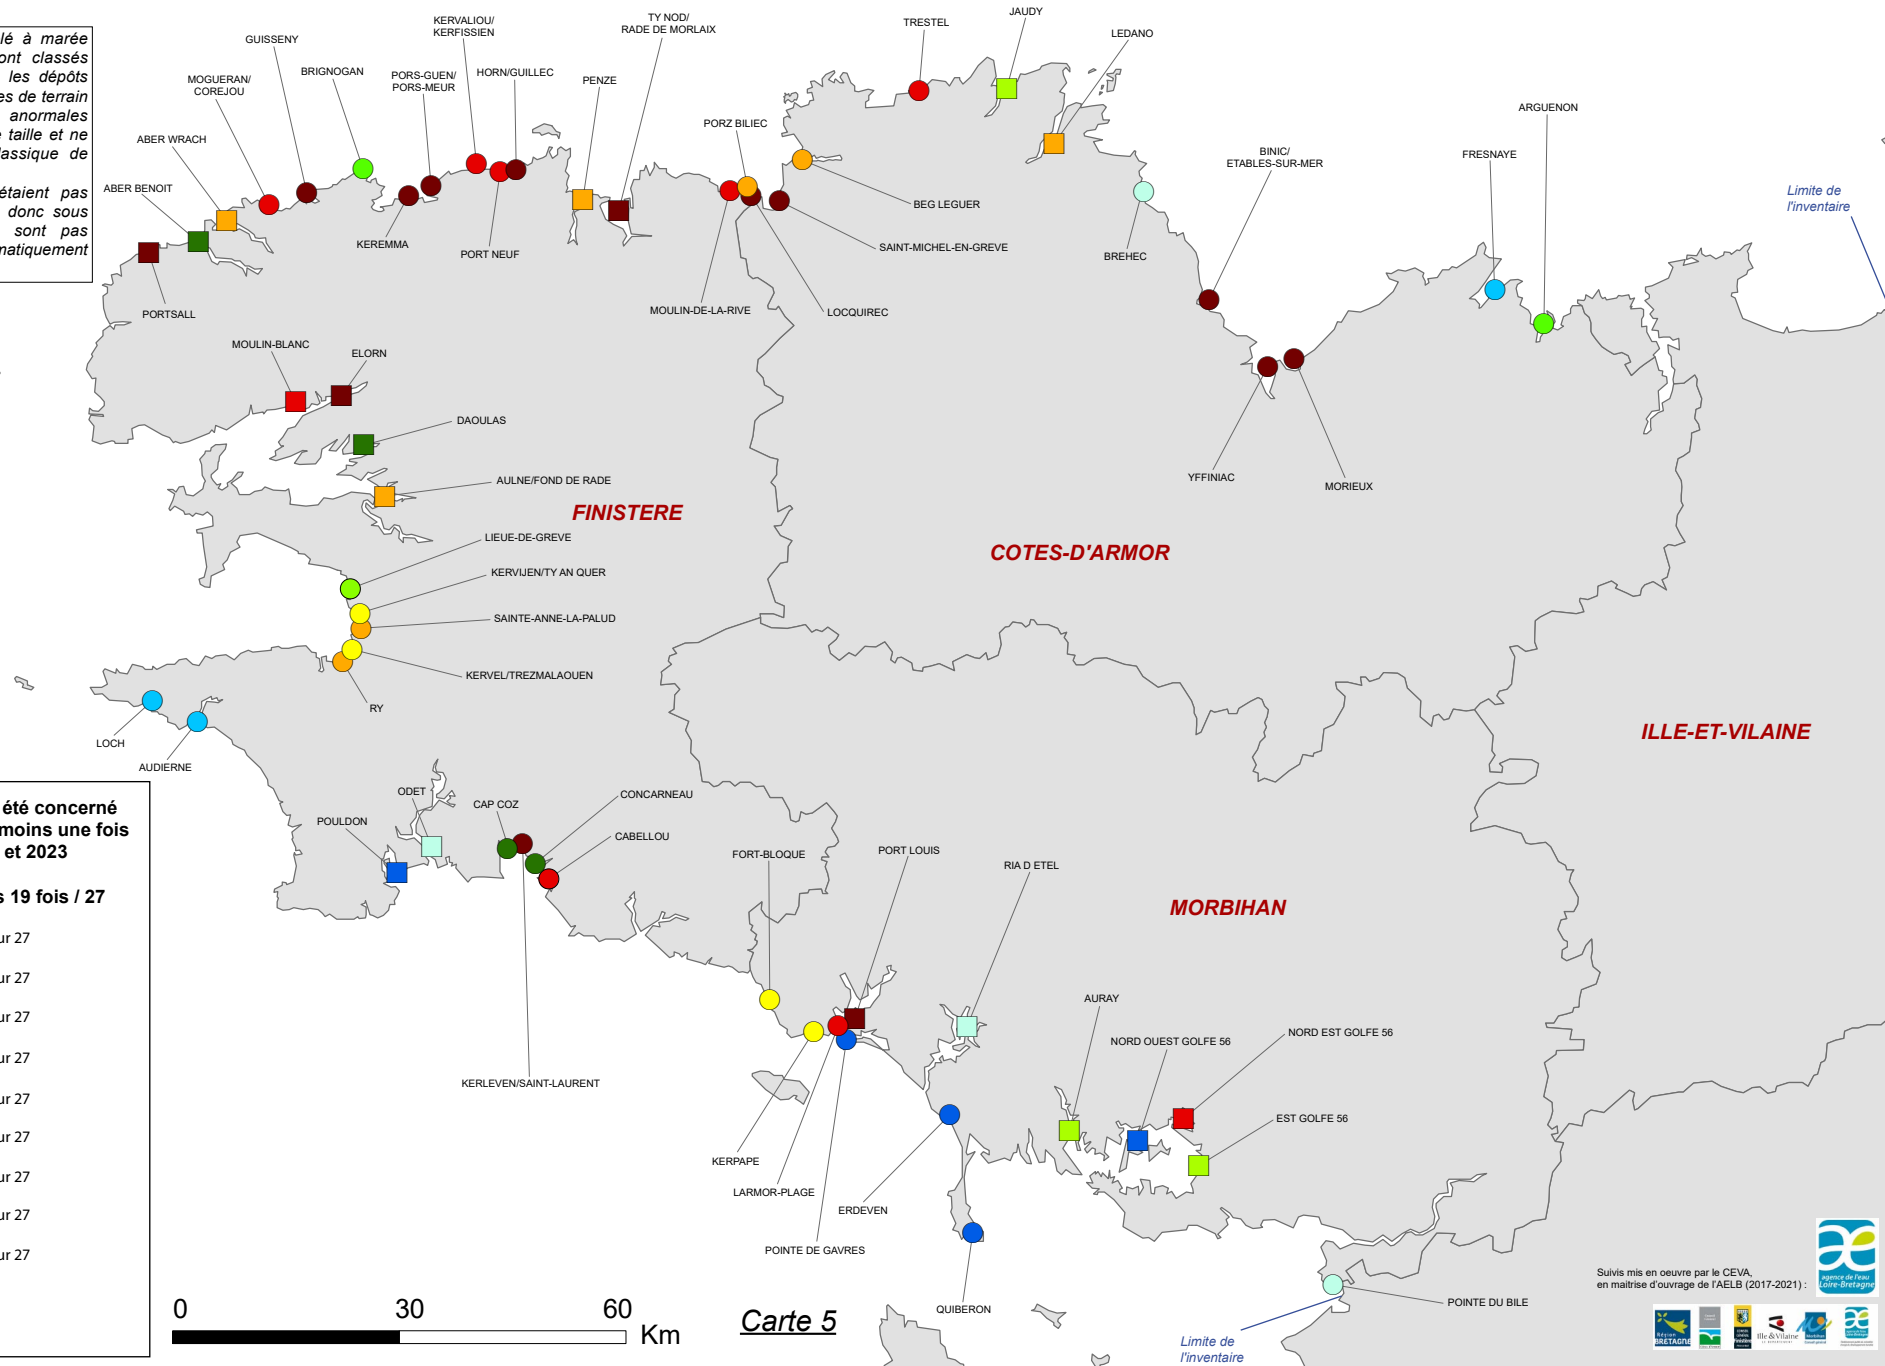 lé à marée
ont classés
les dépôts
es de terrain
anormales
e taille et ne
lassique de
étaient pas
donc sous
sont pas
matiquement
KERVALIOU/
KERFISSIEN
TY NOD/
RADE DE MORLAIX
TRESTEL
JAUDY
LEDANO
GUISSENY
BRIGNOGAN
MOGUERAN/
COREJOU
PORS-GUEN/
PORS-MEUR
HORN/GUILLEC
PENZE
ARGUENON
ABER WRACH
PORZ BILIEC
BINIC/
ETABLES-SUR-MER
FRESNAYE
ABER BENOIT
Limite de
l'inventaire
BEG LEGUER
KEREMMA
PORT NEUF
SAINT-MICHEL-EN-GREVE
BREHEC
PORTSALL
MOULIN-DE-LA-RIVE
LOCQUIREC
MOULIN-BLANC
ELORN
DAOULAS
AULNE/FOND DE RADE
YFFINIAC
MORIEUX
FINISTERE
LIEUE-DE-GREVE
COTES-D'ARMOR
KERVIJEN/TY AN QUER
SAINTE-ANNE-LA-PALUD
KERVEL/TREZMALAOUEN
RY
LOCH
AUDIERNE
ILLE-ET-VILAINE
ODET
CAP COZ
CONCARNEAU
POULDON
CABELLOU
FORT-BLOQUE
PORT LOUIS
RIA D ETEL
MORBIHAN
été concerné
moins une fois
et 2023
s 19 fois / 27
ur 27
ur 27
ur 27
ur 27
ur 27
ur 27
ur 27
ur 27
ur 27
AURAY
NORD OUEST GOLFE 56
NORD EST GOLFE 56
KERLEVEN/SAINT-LAURENT
EST GOLFE 56
KERPAPE
LARMOR-PLAGE
ERDEVEN
POINTE DE GAVRES
QUIBERON
POINTE DU BILE
Limite de
l'inventaire
0 30 60
Km
Carte 5
Suivis mis en oeuvre par le CEVA,
en maitrise d'ouvrage de l'AELB (2017-2021) :
agence de l'eau
Loire-Bretagne
Région
BRETAGNE
Ille & Vilaine